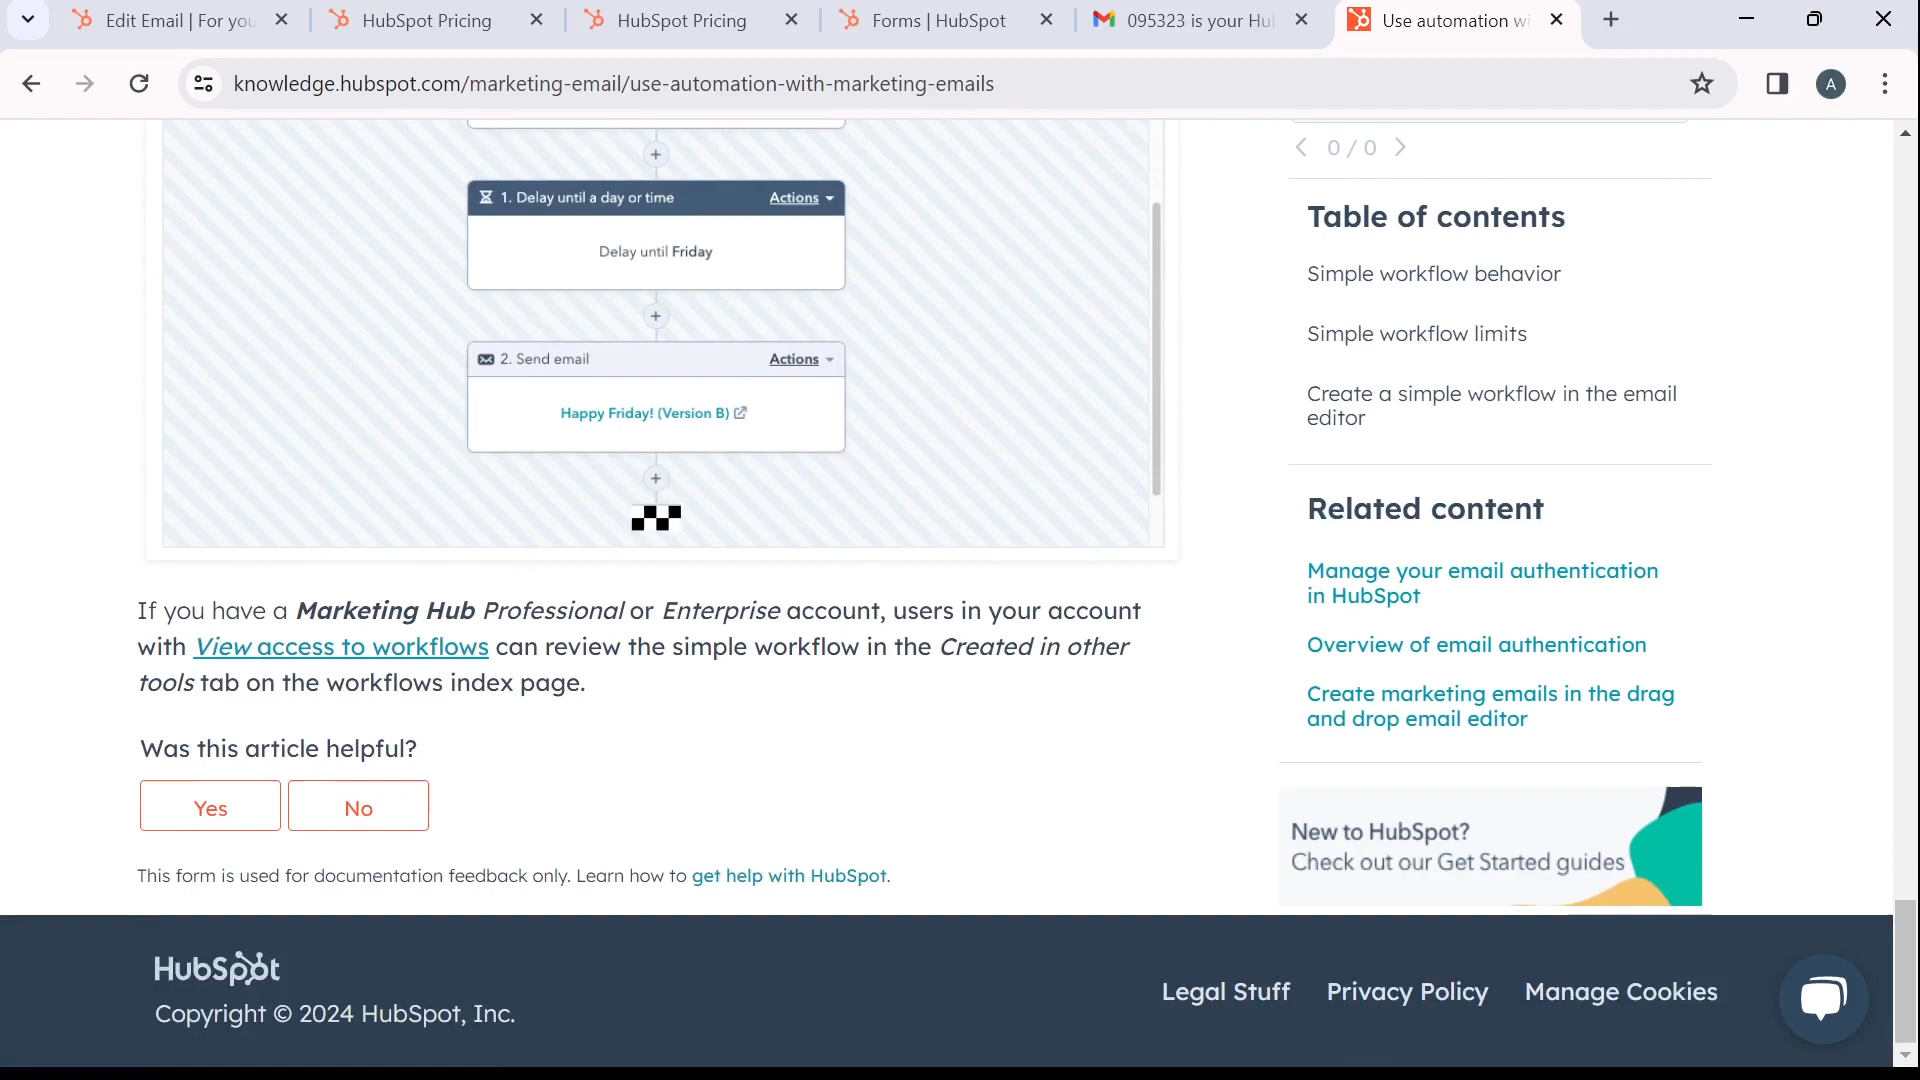 Edit Email | For you
HubSpot Pricing
HubSpot Pricing
Forms | HubSpot
095323 is your Hu
Use automation wi
knowledge.hubspot.com/marketing-email/use-automation-with-marketing-emails
A
1. Delay until a day or time
Actions
Delay until Friday
2. Send email
Actions
Happy Friday! (Version B)
If you have a Marketing Hub Professional or Enterprise account, users in your account
with View access to workflows can review the simple workflow in the Created in other
tools tab on the workflows index page.
Was this article helpful?
Yes
No
This form is used for documentation feedback only. Learn how to get help with HubSpot.
0 / 0
Table of contents
Simple workflow behavior
Simple workflow limits
Create a simple workflow in the email
editor
Related content
Manage your email authentication
in HubSpot
Overview of email authentication
Create marketing emails in the drag
and drop email editor
New to HubSpot?
Check out our Get Started guides
HubSpot
Copyright © 2024 HubSpot, Inc.
Legal Stuff
Privacy Policy
Manage Cookies